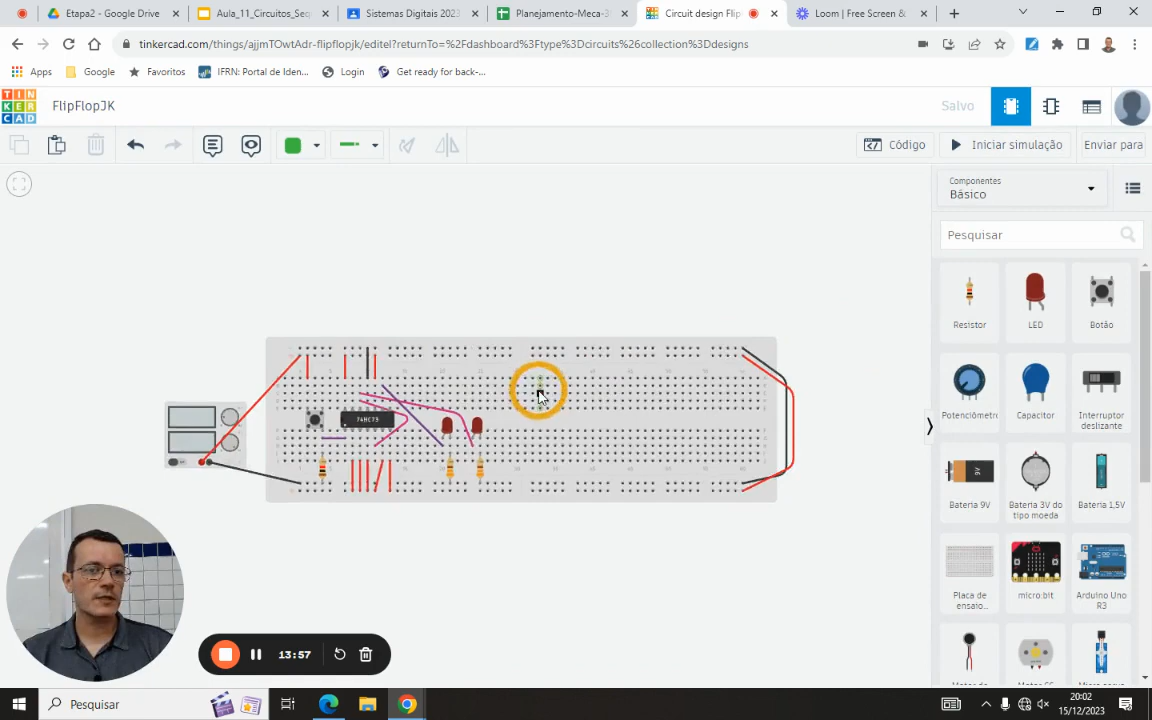 Etapa2 - Google Drive
Aula_11_Circuitos_Seq
Sistemas Digitais 2023
Planejamento-Meca-3
Circuit design Flip
Loom | Free Screen &
tinkercad.com/things/ajjmTOwtAdr-flipflopjk/editel?returnTo=%2Fdashboard%3Ftype%3Dcircuits%26collection%3Ddesigns
Apps
Google
Favoritos
IFRN: Portal de Iden...
Login
Get ready for back-...
TIN
KER
CAD
FlipFlopJK
Salvo
Código
Iniciar simulação
Enviar para
Componentes
Básico
Pesquisar
Resistor
LED
Botão
Potenciômetro
Capacitor
Interruptor
deslizante
9V
Bateria 9V
Bateria 3V do
tipo moeda
Bateria 1,5V
Placa de
ensaio...
micro:bit
Arduino Uno
R3
74HC73
13:57
Pesquisar
20:02
15/12/2023